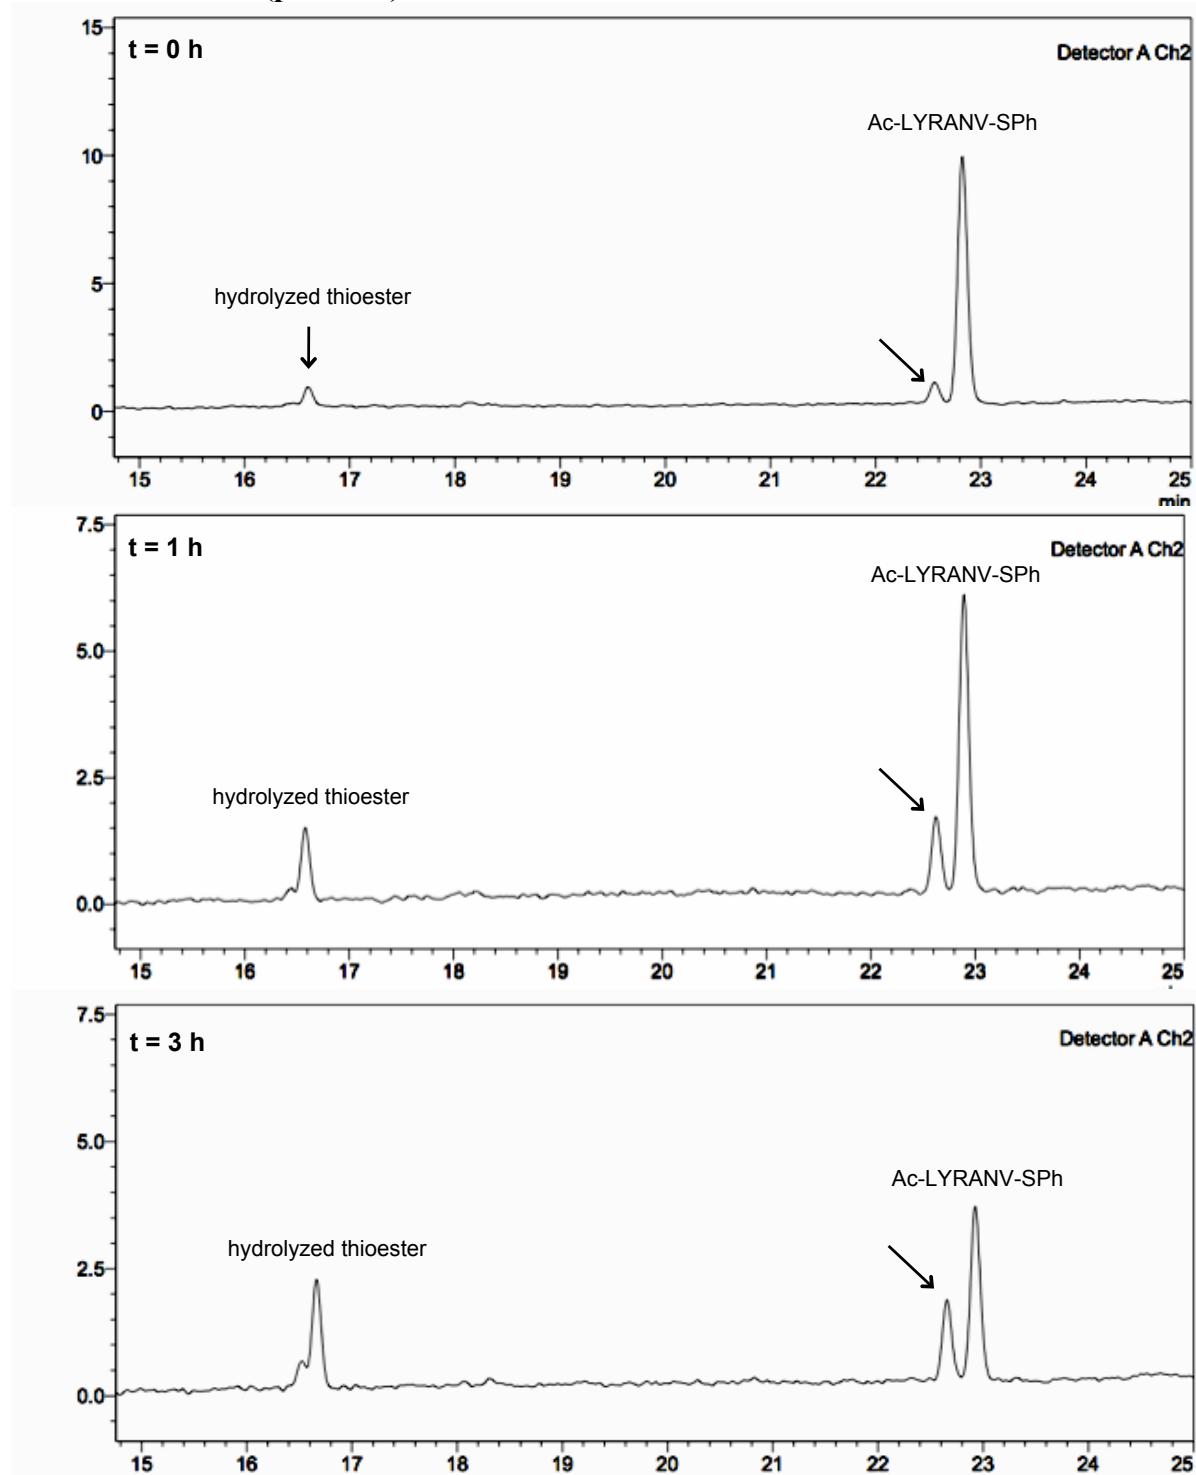 t = 0 h
Detector A Ch2
Ac-LYRANV-SPh
hydrolyzed thioester
15
10
5
0
15 16 17 18 19 20 21 22 23 24 25
min
t = 1 h
Detector A Ch2
Ac-LYRANV-SPh
hydrolyzed thioester
7.5
5.0
2.5
0.0
15 16 17 18 19 20 21 22 23 24 25
t = 3 h
Detector A Ch2
Ac-LYRANV-SPh
hydrolyzed thioester
7.5
5.0
2.5
0.0
15 16 17 18 19 20 21 22 23 24 25